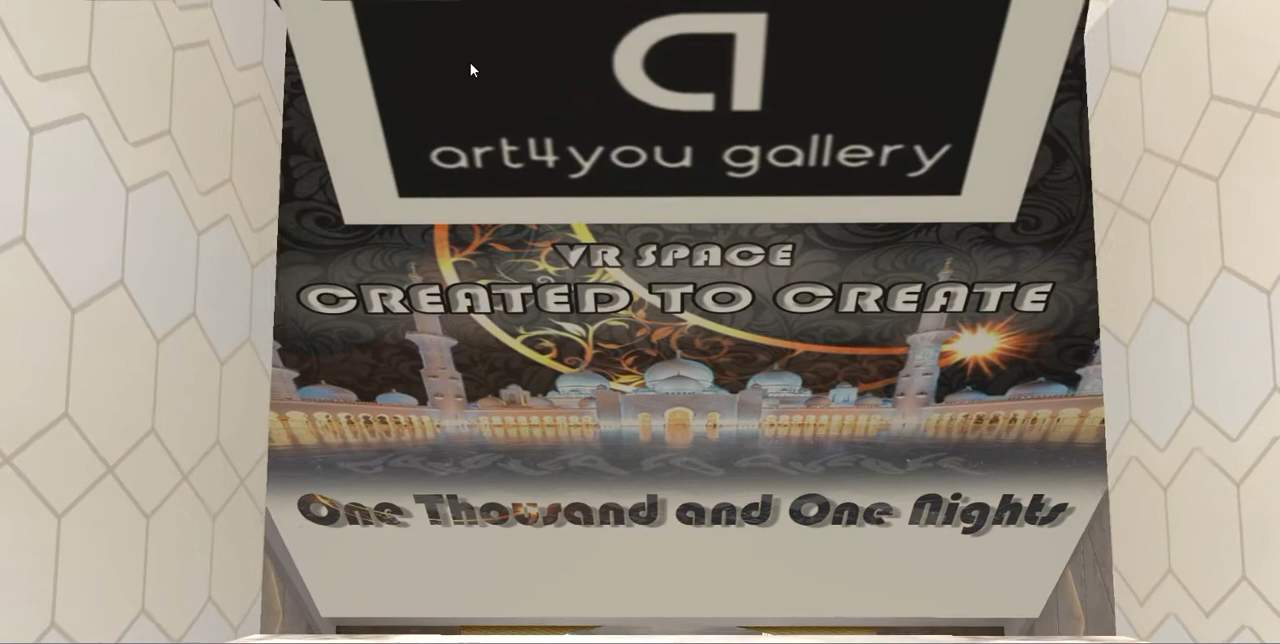 a
art4you gallery
VR SPACE
CREATED TO CREATE
One Thousand and One Nights